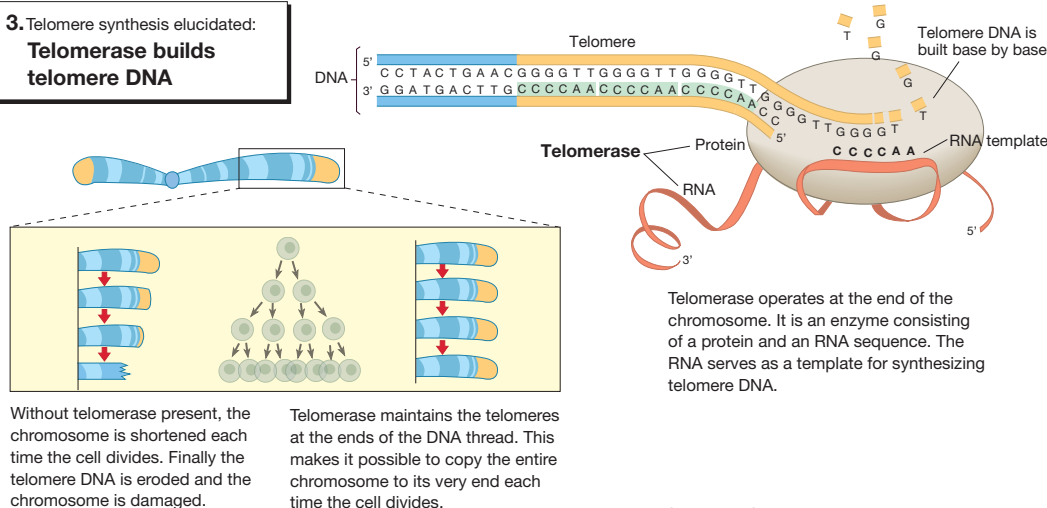 3. Telomere synthesis elucidated:
Telomerase builds
telomere DNA
Telomere
DNA
5'
C C T A C T G A A C G G G G T T G G G G T T G G G G T T G G G G T T G G G G T
3'
G G A T G A C T T G C C C C A A C C C C A A C C C C A A C C
5'
T
G
G
G
T
Telomere DNA is
built base by base
C C C C A A
RNA template
Telomerase
Protein
RNA
3'
5'
Telomerase operates at the end of the
chromosome. It is an enzyme consisting
of a protein and an RNA sequence. The
RNA serves as a template for synthesizing
telomere DNA.
Without telomerase present, the
chromosome is shortened each
time the cell divides. Finally the
telomere DNA is eroded and the
chromosome is damaged.
Telomerase maintains the telomeres
at the ends of the DNA thread. This
makes it possible to copy the entire
chromosome to its very end each
time the cell divides.